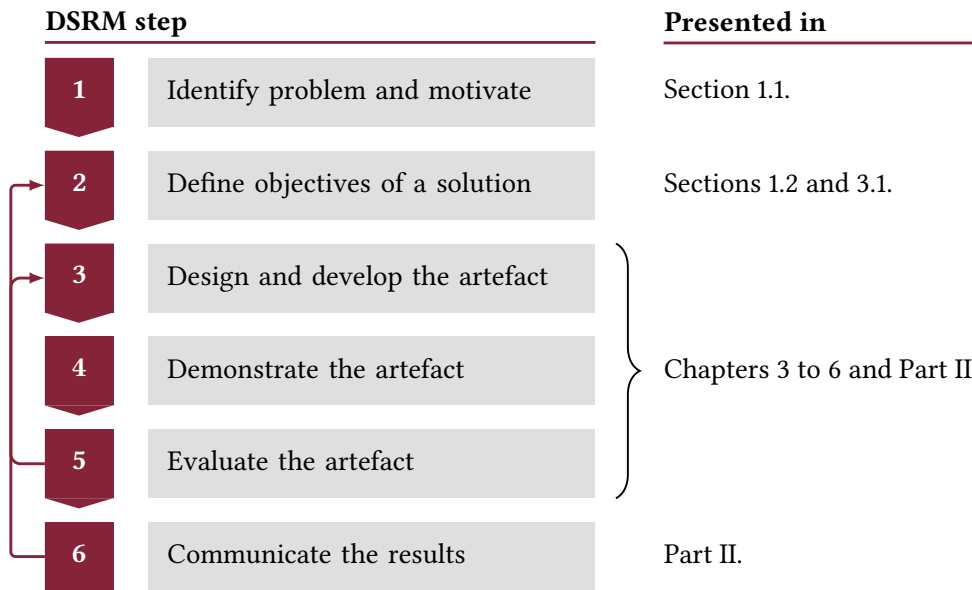 DSRM step Presented in
1 Identify problem and motivate Section 1.1.
2 Define objectives of a solution Sections 1.2 and 3.1.
3 Design and develop the artefact
4 Demonstrate the artefact Chapters 3 to 6 and Part II
5 Evaluate the artefact
6 Communicate the results Part II.